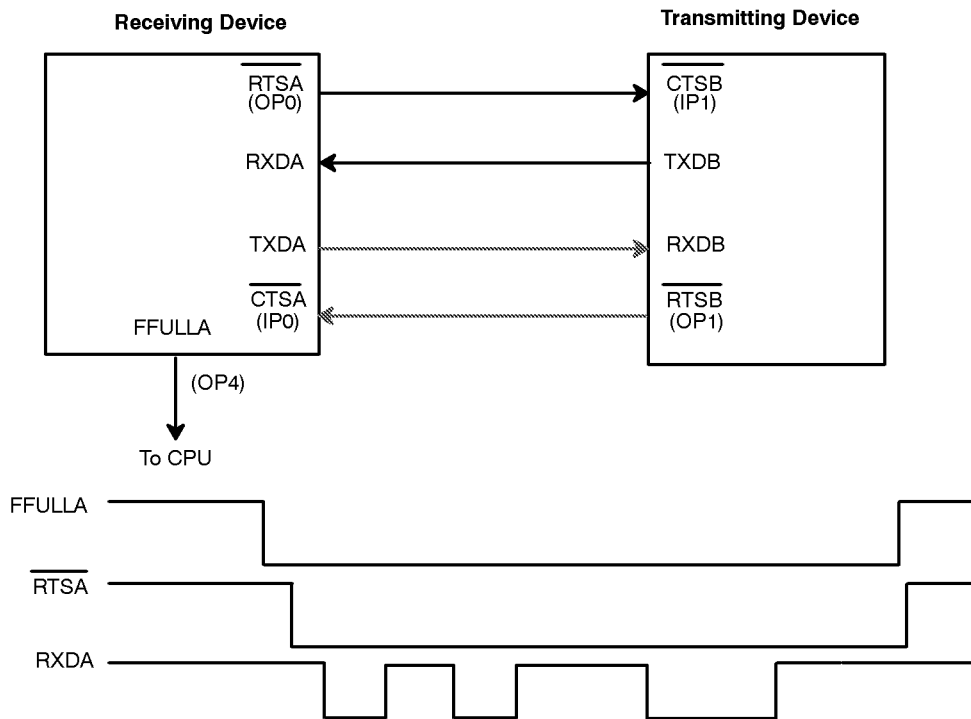 Receiving Device
Transmitting Device
RTSA
(OP0)
CTSB
(IP1)
RXDA
TXDB
TXDA
RXDB
CTSA
(IP0)
RTSB
(OP1)
FFULLA
(OP4)
To CPU
FFULLA
RTSA
RXDA